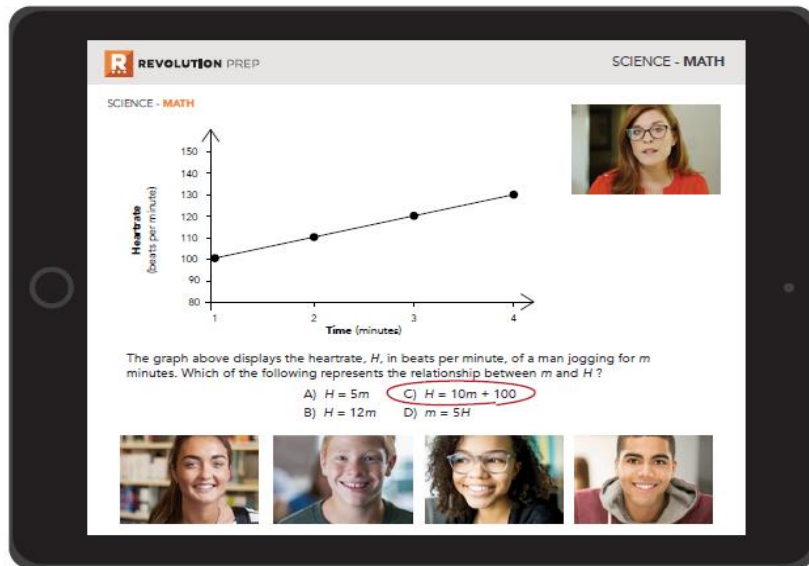 R
REVOLUTION PREP
SCIENCE - MATH
SCIENCE - MATH
Heartrate
(beats per minute)
150
140
130
120
110
100
90
80
1 2 3 4
Time (minutes)
The graph above displays the heartrate, H, in beats per minute, of a man jogging for m
minutes. Which of the following represents the relationship between m and H ?
A) H = 5m C) H = 10m + 100
B) H = 12m D) m = 5H